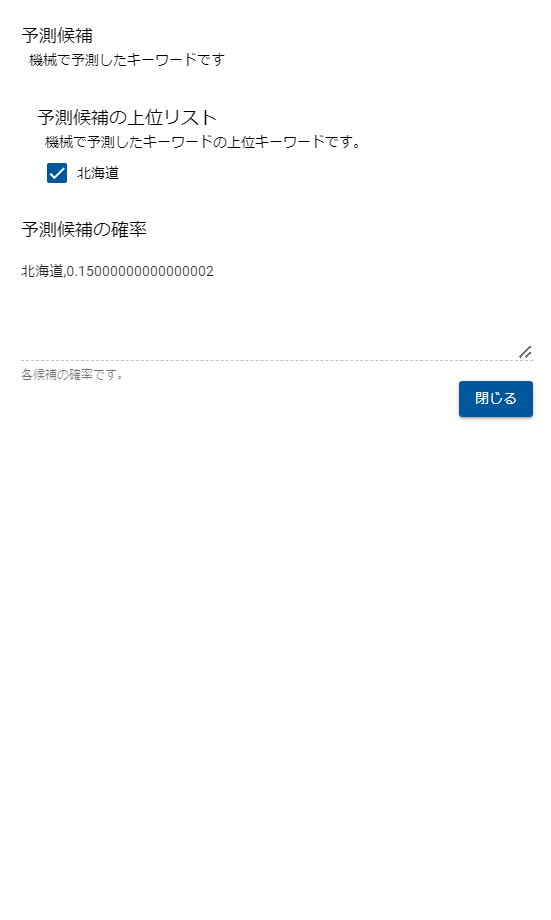 予測候補
機械で予測したキーワードです
予測候補の上位リスト
機械で予測したキーワードの上位キーワードです。
北海道
予測候補の確率
北海道,0.15000000000000002
各候補の確率です。
閉じる